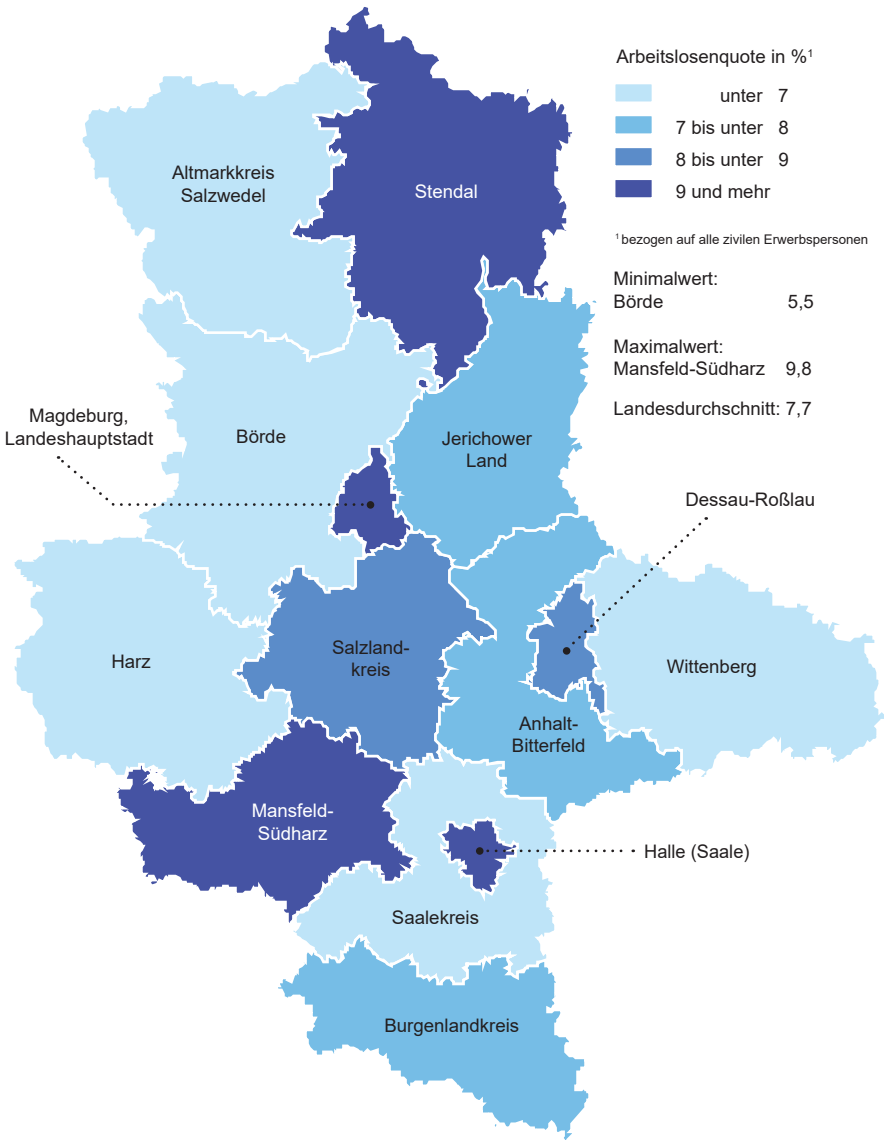 Arbeitslosenquote in %¹
unter 7
7 bis unter 8
8 bis unter 9
9 und mehr
¹ bezogen auf alle zivilen Erwerbspersonen
Minimalwert:
Börde 5,5
Maximalwert:
Mansfeld-Südharz 9,8
Landesdurchschnitt: 7,7
Altmarkkreis
Salzwedel
Stendal
Magdeburg,
Landeshauptstadt
Börde
Jerichower
Land
Dessau-Roßlau
Harz
Salzland-
kreis
Wittenberg
Anhalt-
Bitterfeld
Mansfeld-
Südharz
Halle (Saale)
Saalekreis
Burgenlandkreis